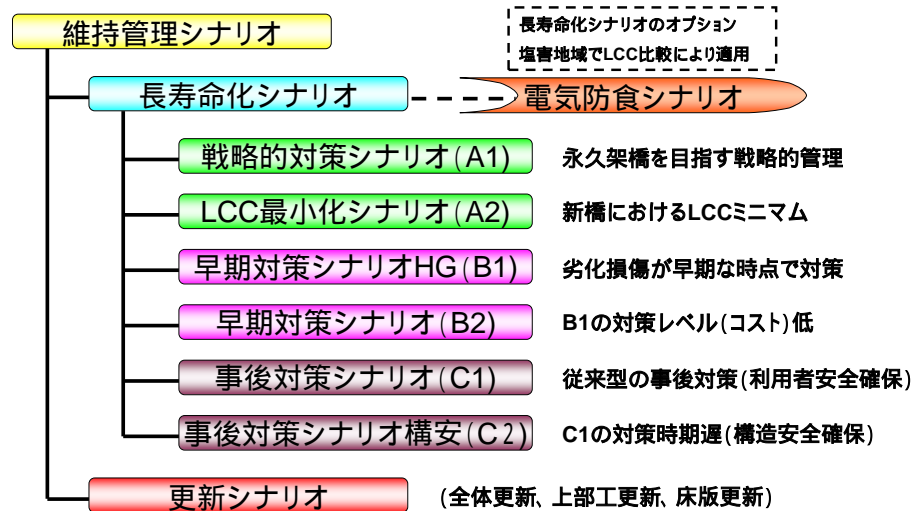 維持管理シナリオ
長寿命化シナリオのオプション
塩害地域でLCC比較により適用
長寿命化シナリオ
電気防食シナリオ
戦略的対策シナリオ(A1) 永久架橋を目指す戦略的管理
LCC最小化シナリオ(A2) 新橋におけるLCCミニマム
早期対策シナリオHG(B1) 劣化損傷が早期な時点で対策
早期対策シナリオ(B2) B1の対策レベル(コスト)低
事後対策シナリオ(C1) 従来型の事後対策(利用者安全確保)
事後対策シナリオ構安(C2) C1の対策時期遅(構造安全確保)
更新シナリオ (全体更新、上部工更新、床版更新)